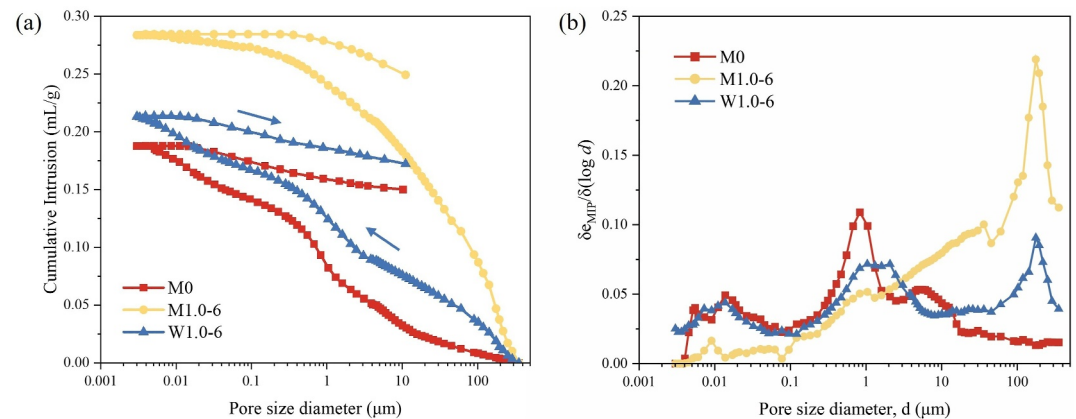 (a)
0.30
0.25
0.20
0.15
0.10
0.05
0.00
Cumulative Intrusion (mL/g)
M0
M1.0-6
W1.0-6
0.001 0.01 0.1 1 10 100
Pore size diameter (μm)
(b)
0.25
0.20
0.15
0.10
0.05
0.00
δeMIP/δ(log d)
M0
M1.0-6
W1.0-6
0.001 0.01 0.1 1 10 100
Pore size diameter, d (μm)